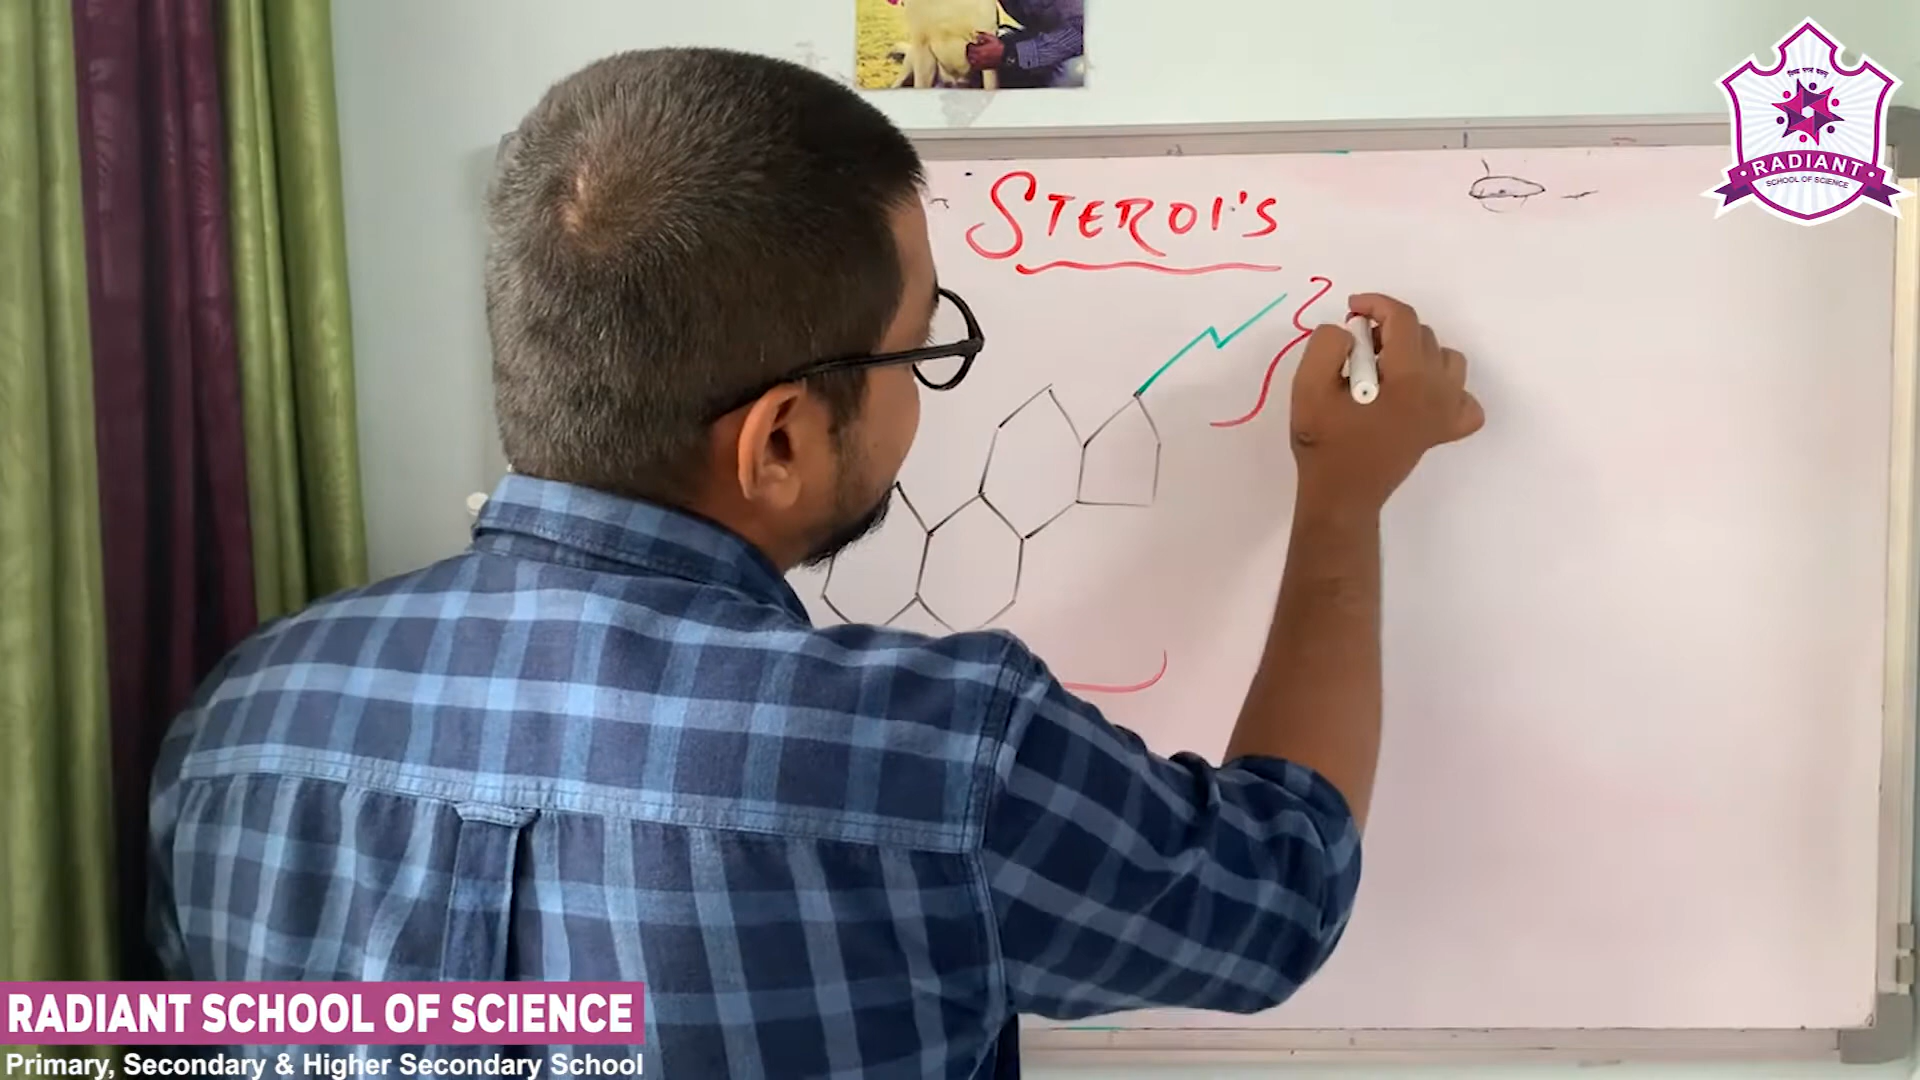 STEROI'S
RADIANT
SCHOOL OF SCIENCE
RADIANT SCHOOL OF SCIENCE
Primary, Secondary & Higher Secondary School